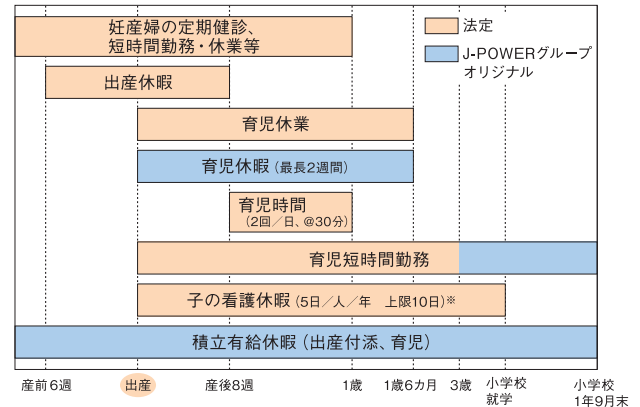 妊産婦の定期健診、
短時間勤務・休業等
法定
J-POWERグループ
オリジナル
出産休暇
育児休業
育児休暇（最長2週間）
育児時間
（2回／日、@30分）
育児短時間勤務
子の看護休暇（5日／人／年　上限10日）※
積立有給休暇（出産付添、育児）
産前6週
出産
産後8週
1歳
1歳6カ月
3歳
小学校
就学
小学校
1年9月末